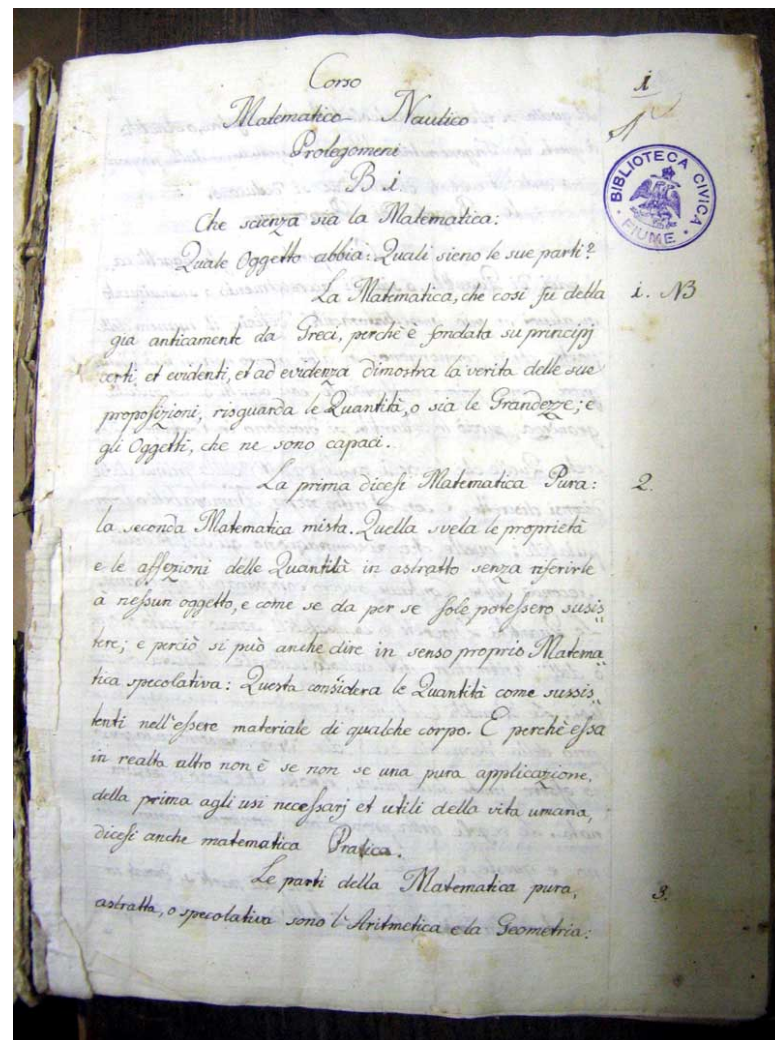 Corso
i
Matematico Nautico
1
Prolegomeni
B i
BIBLIOTECA CIVICA
· FIUME ·
Che scienza sia la Matematica:
Quale Oggetto abbia: Quali sieno le sue parti?
La Matematica, che così fu detta
i. NB
gia anticamente da Greci, perchè è fondata su principj
certi, et evidenti, et ad evidenza dimostra la verita delle sue
proposizioni, risguarda le Quantità, o sia le Grandezze; e
gli Oggetti, che ne sono capaci.
La prima dicesi Matematica Pura:
2.
la seconda Matematica mista. Quella svela le proprietà
e le affezioni delle Quantità in astratto senza riferirle
à nessun oggetto, e come se da per se sole potessero susis
tere; e perciò si può anche dire in senso proprio Matema
tica specolativa: Questa considera le Quantità come sussis
tenti nell'essere materiale di qualche corpo. E perchè essa
in realta altro non è se non se una pura applicazione,
della prima agli usi necessarj et utili della vita umana,
dicesi anche matematica Pratica.
Le parti della Matematica pura,
3.
astratta, o specolativa sono l'Aritmetica e la Geometria: